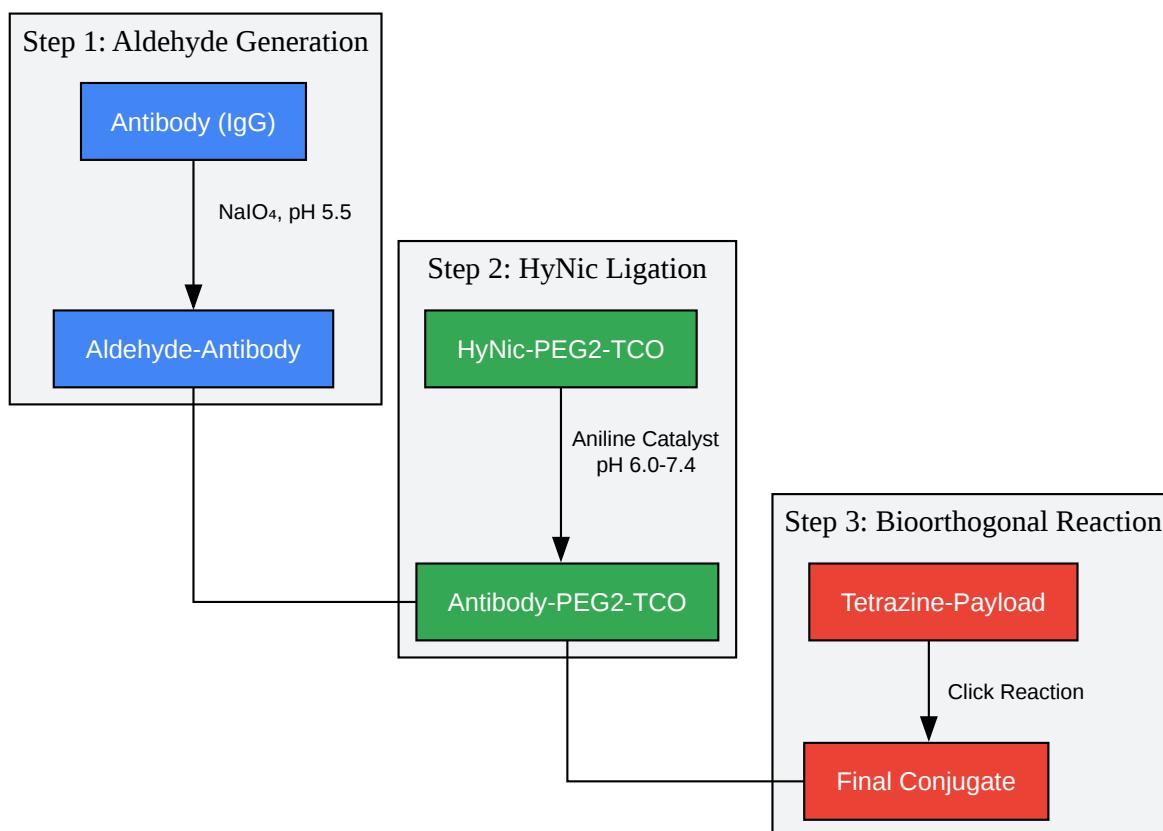 Step 1: Aldehyde Generation
Antibody (IgG)
NaIO₄, pH 5.5
Aldehyde-Antibody
Step 2: HyNic Ligation
HyNic-PEG2-TCO
Aniline Catalyst
pH 6.0-7.4
Antibody-PEG2-TCO
Step 3: Bioorthogonal Reaction
Tetrazine-Payload
Click Reaction
Final Conjugate